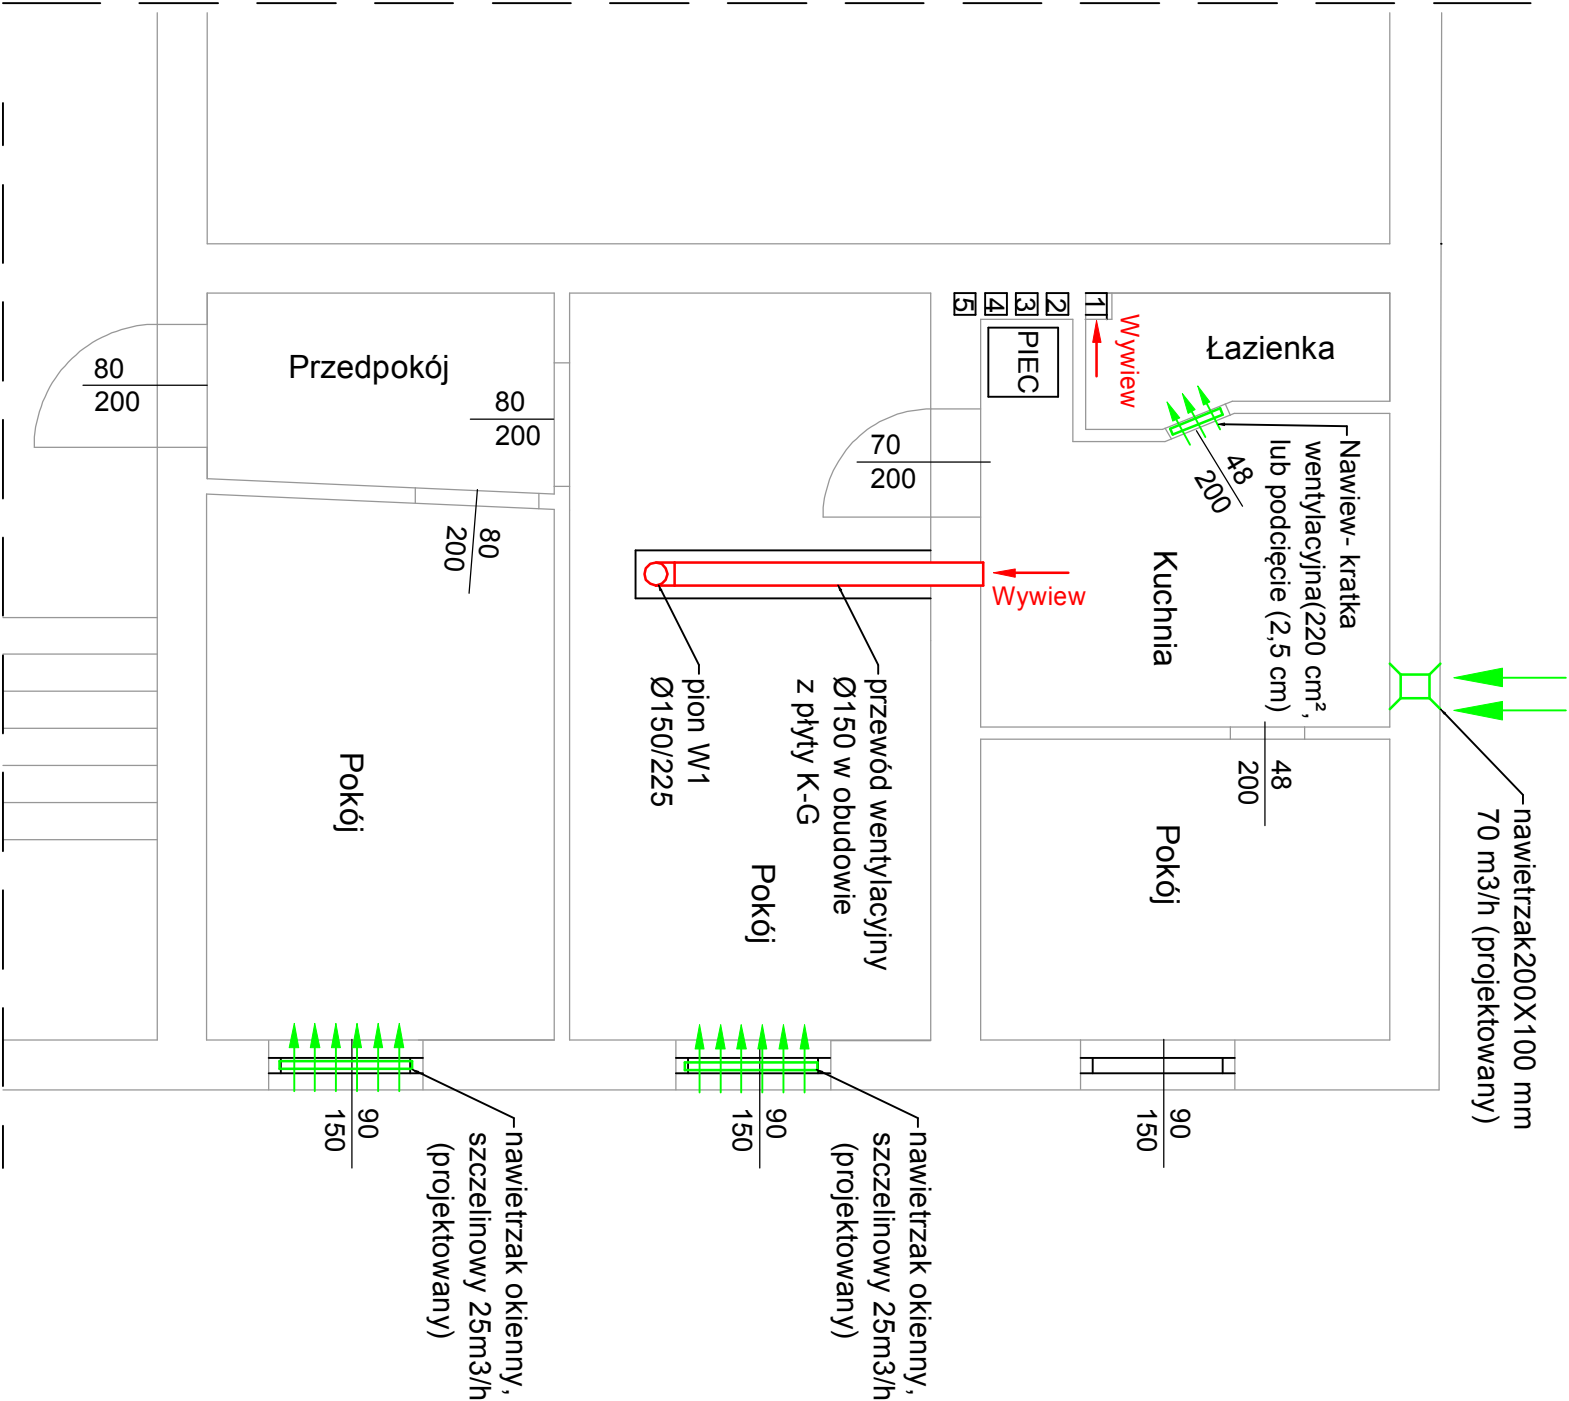 Przedpokój
80
200
80
200
80
200
70
200
5
4
3
2
1
PIEC
Wywiew
Łazienka
Nawiew- kratka
wentylacyjna(220 cm²,
lub podcięcie (2,5 cm)
48
200
Kuchnia
Wywiew
przewód wentylacyjny
Ø150 w obudowie
z płyty K-G
pion W1
Ø150/225
48
200
nawietrzak200X100 mm
70 m3/h (projektowany)
Pokój
Pokój
Pokój
90
150
90
150
90
150
nawietrzak okienny,
szczelinowy 25m3/h
(projektowany)
nawietrzak okienny,
szczelinowy 25m3/h
(projektowany)